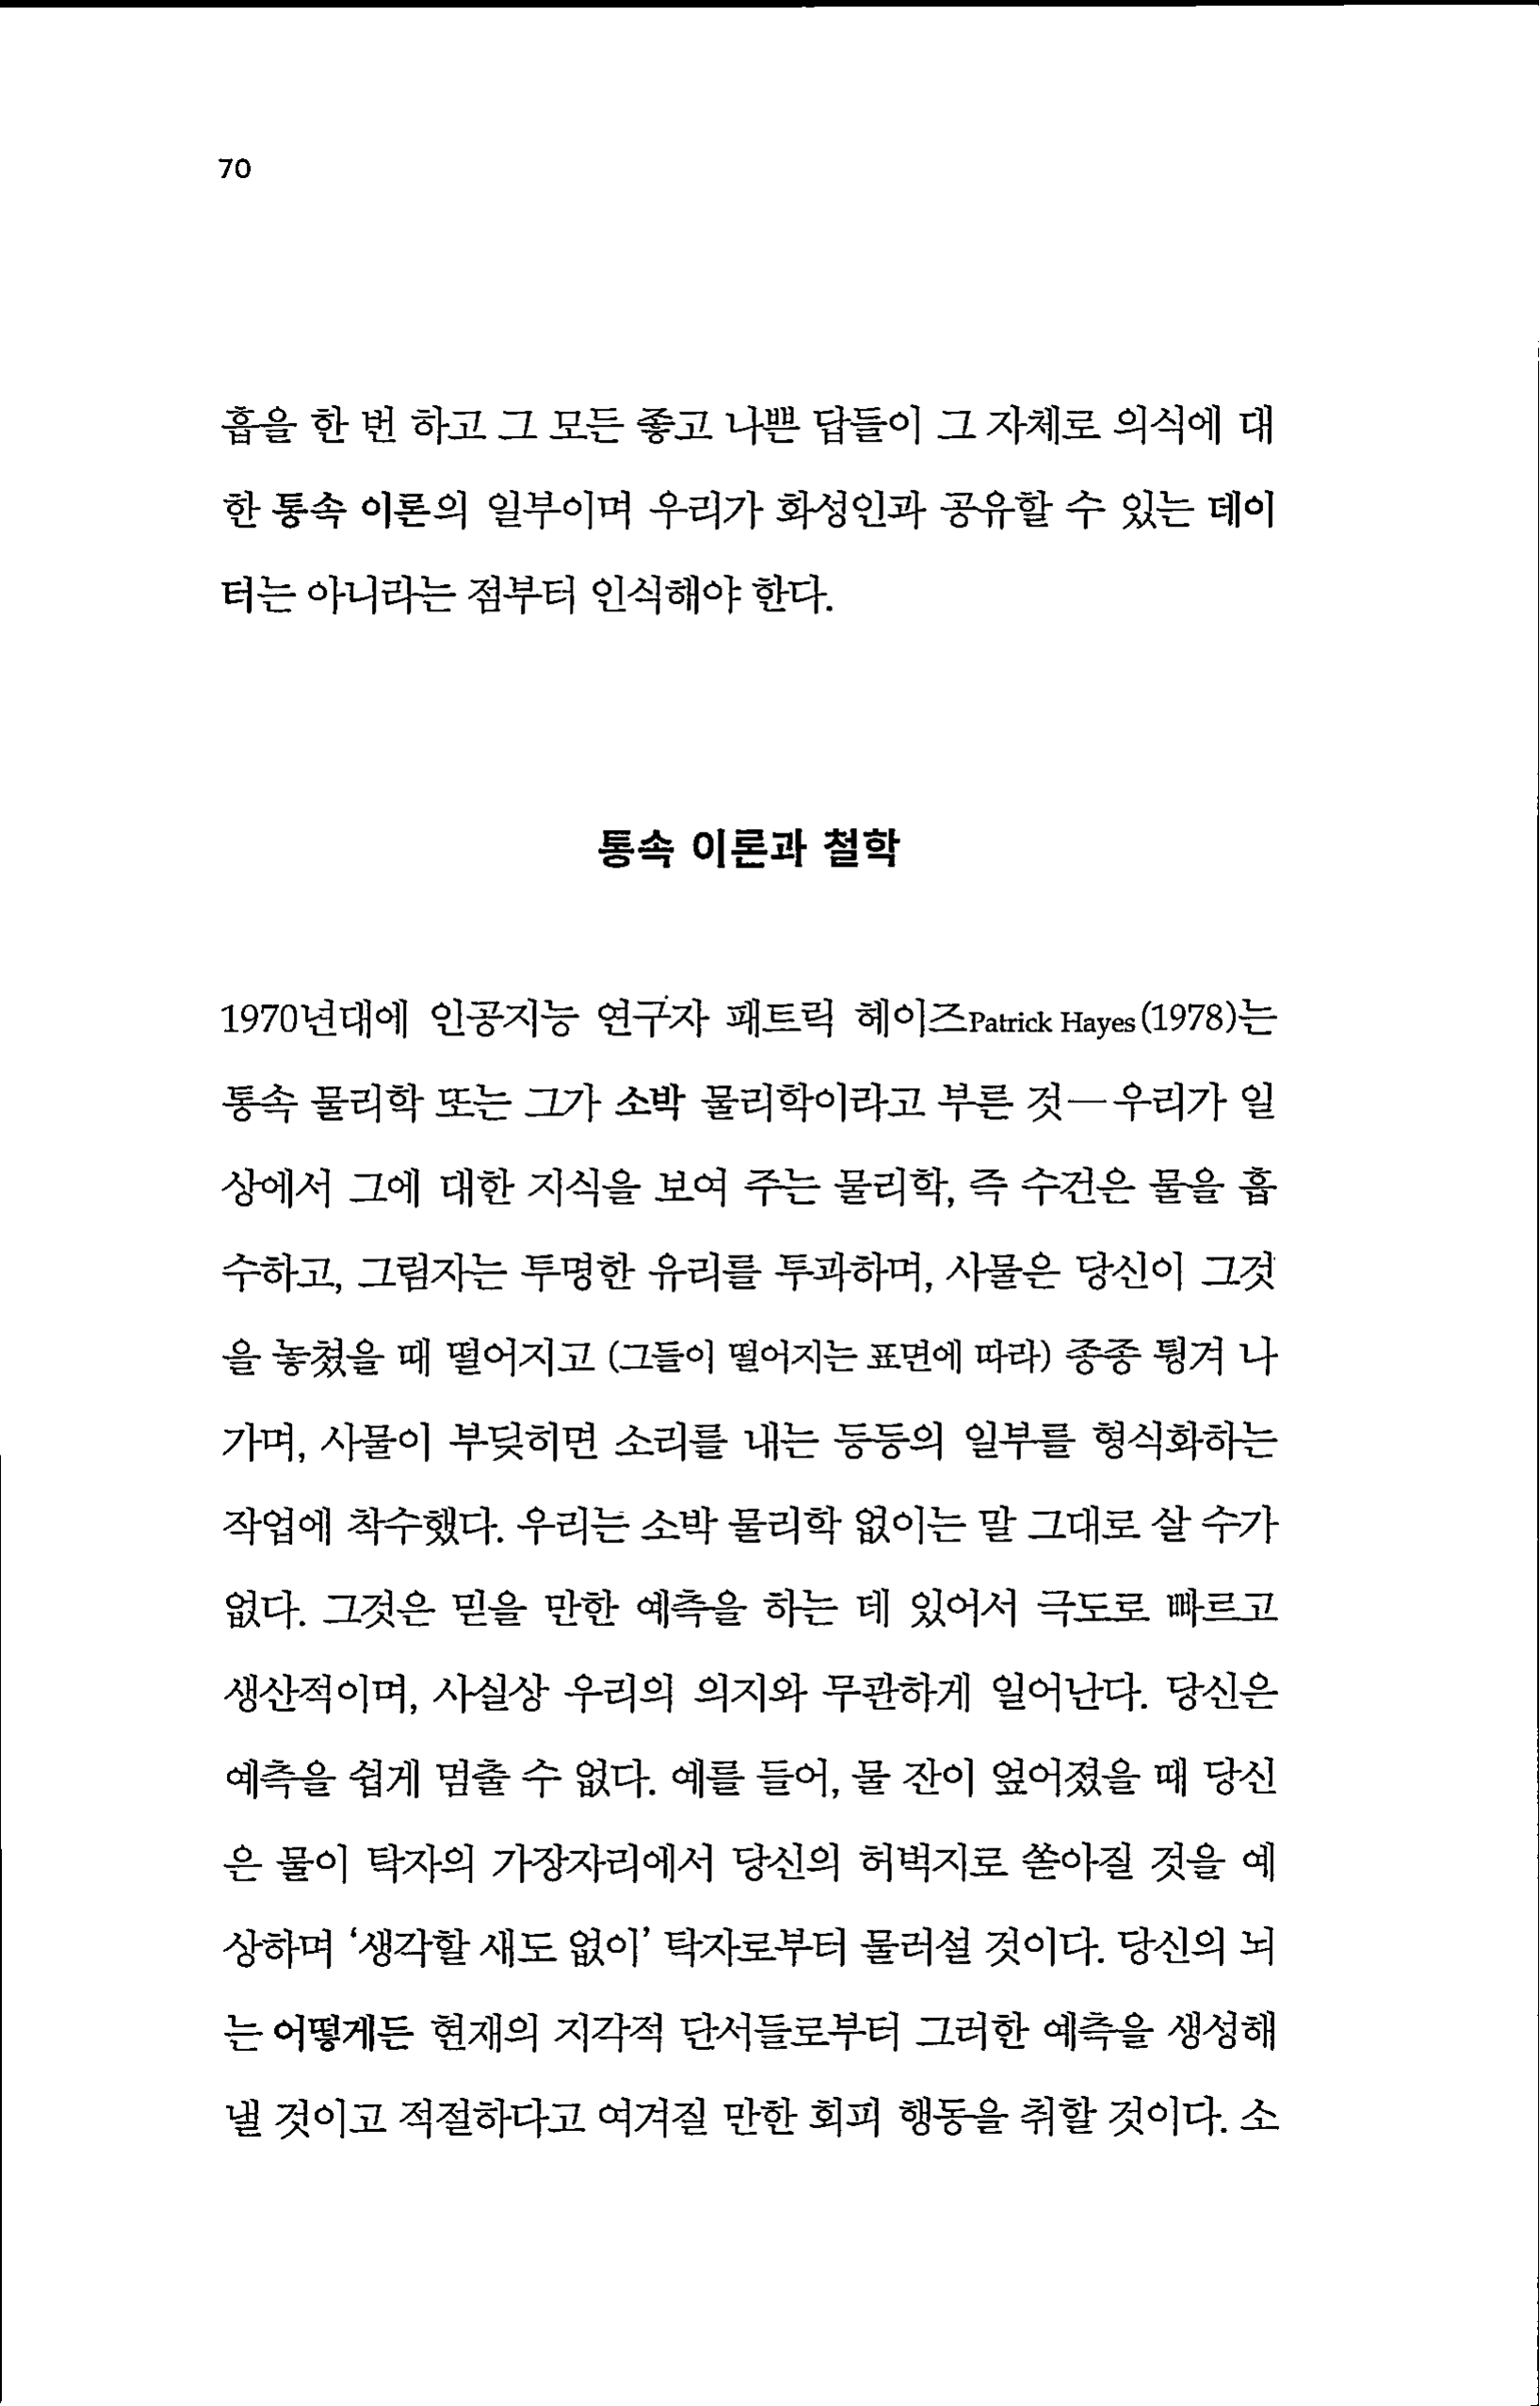 70
흡을 한 번 하고 그 모든 좋고 나쁜 답들이 그 자체로 의식에 대
한 통속 이론의 일부이며 우리가 화성인과 공유할 수 있는 데이
터는 아니라는 점부터 인식해야 한다.
통속 이론과 철학
1970년대에 인공지능 연구자 패트릭 헤이즈Patrick Hayes(1978)는
통속 물리학 또는 그가 소박 물리학이라고 부른 것—우리가 일
상에서 그에 대한 지식을 보여 주는 물리학, 즉 수건은 물을 흡
수하고, 그림자는 투명한 유리를 투과하며, 사물은 당신이 그것
을 놓쳤을 때 떨어지고 (그들이 떨어지는 표면에 따라) 종종 튕겨 나
가며, 사물이 부딪히면 소리를 내는 등등의 일부를 형식화하는
작업에 착수했다. 우리는 소박 물리학 없이는 말 그대로 살 수가
없다. 그것은 믿을 만한 예측을 하는 데 있어서 극도로 빠르고
생산적이며, 사실상 우리의 의지와 무관하게 일어난다. 당신은
예측을 쉽게 멈출 수 없다. 예를 들어, 물 잔이 엎어졌을 때 당신
은 물이 탁자의 가장자리에서 당신의 허벅지로 쏟아질 것을 예
상하며 ‘생각할 새도 없이’ 탁자로부터 물러설 것이다. 당신의 뇌
는 어떻게든 현재의 지각적 단서들로부터 그러한 예측을 생성해
낼 것이고 적절하다고 여겨질 만한 회피 행동을 취할 것이다. 소